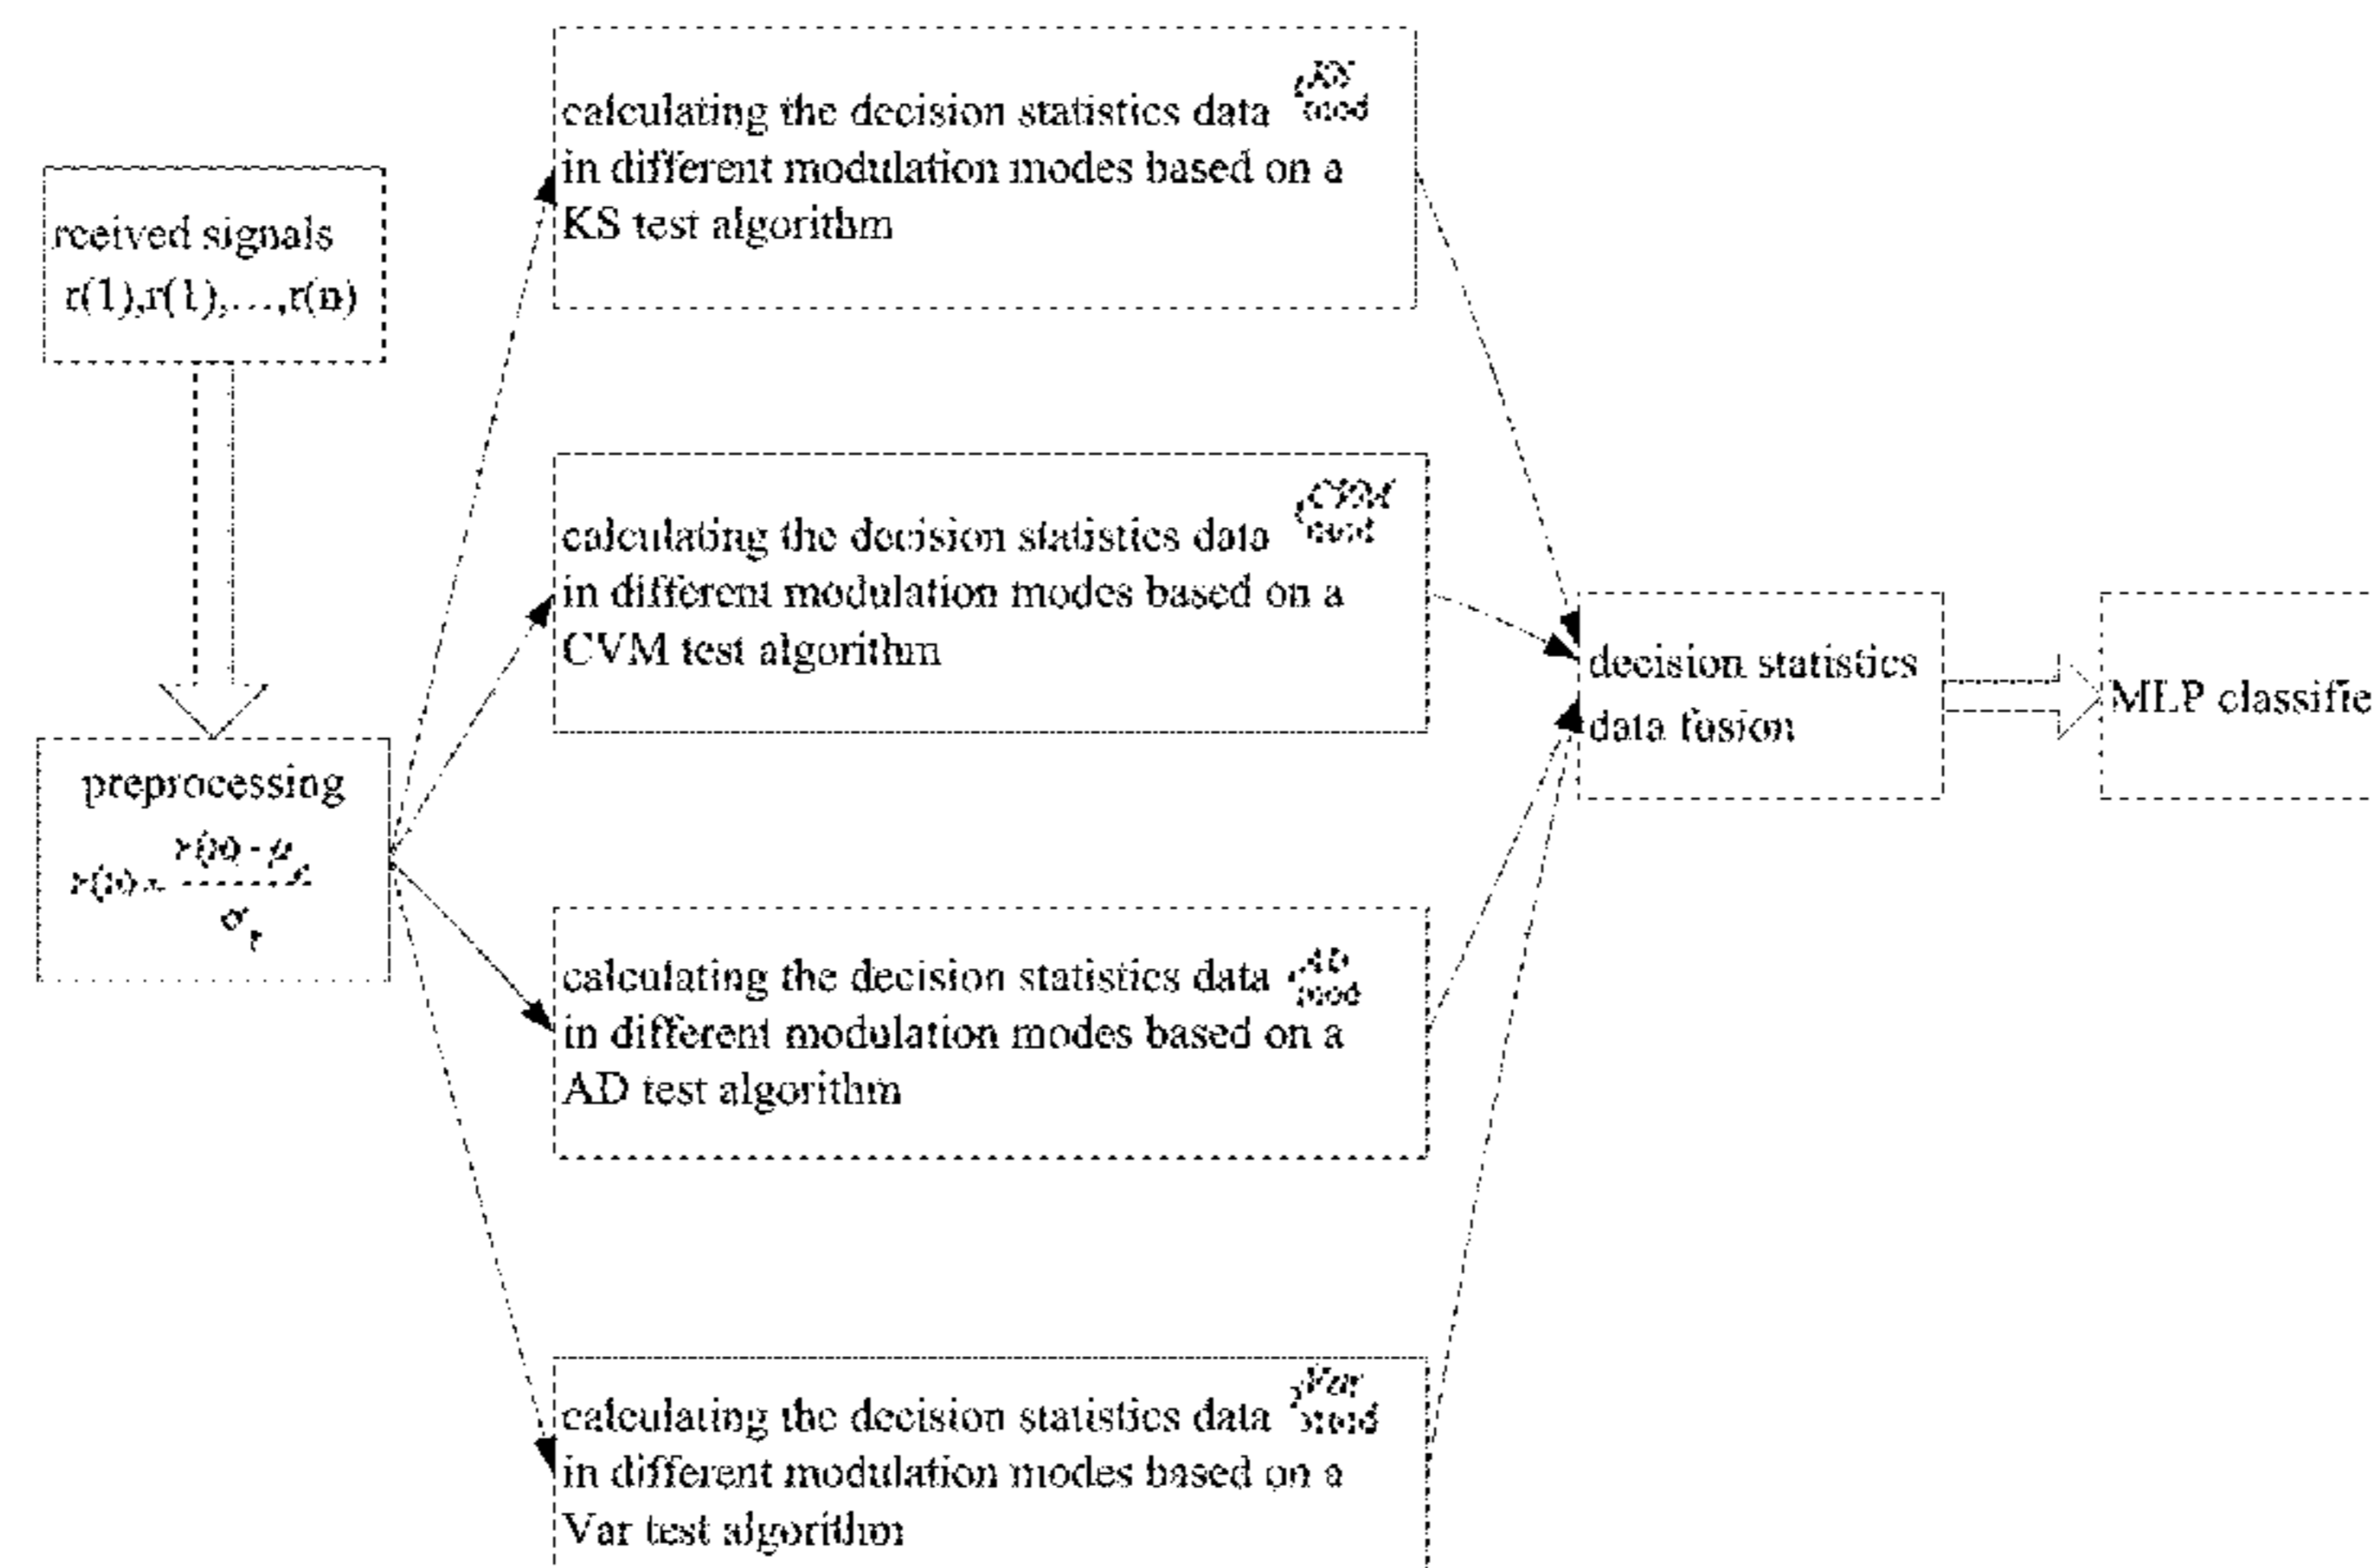 rceived signals
r(1),r(1),...,r(n)
preprocessing
calculating the decision statistics data
in different modulation modes based on a
KS test algorithm
calculating the decision statistics data
in different modulation modes based on a
CVM test algorithm
calculating the decision statistics data
in different modulation modes based on a
AD test algorithm
calculating the decision statistics data
in different modulation modes based on a
Var test algorithm
decision statistics
data fusion
MLP classifie